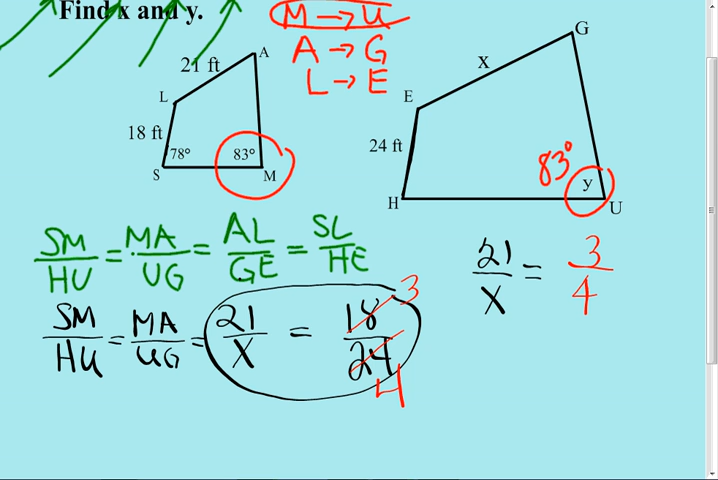 Find x and y.
M → U
A → G
L → E
21 ft
A
L
18 ft
78°
83°
S
M
G
X
E
24 ft
83°
y
H
U
SM/HU = MA/UG = AL/GE = SL/HE
21/X = 3/4
SM/HU = MA/UG = 21/X = 18/24
3
4